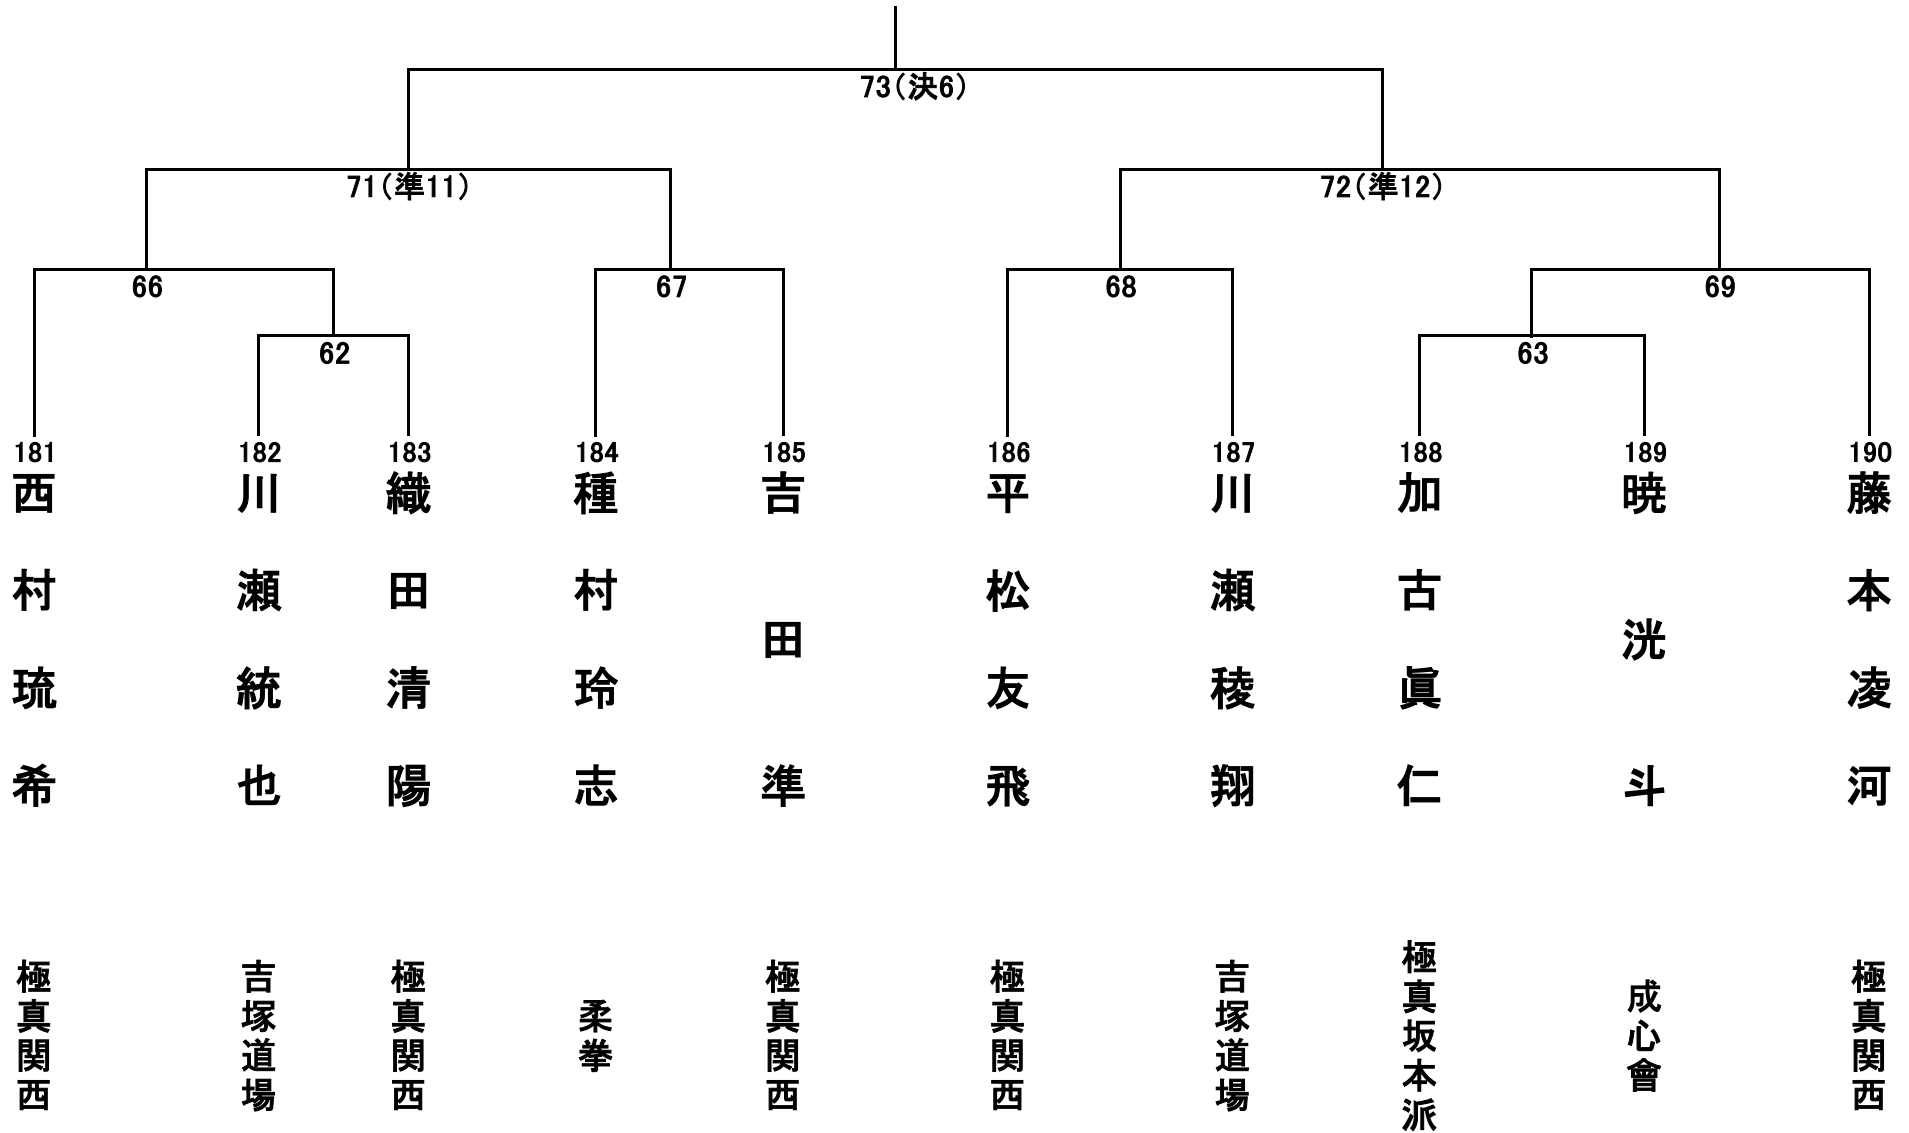 73(決6)
71(準11)
72(準12)
66
67
68
69
62
63
181
西村琉希
極真関西
182
川瀬統也
吉塚道場
183
織田清陽
極真関西
184
種村玲志
柔拳
185
吉田準
極真関西
186
平松友飛
極真関西
187
川瀬稜翔
吉塚道場
188
加古眞仁
極真坂本派
189
暁洸斗
成心會
190
藤本凌河
極真関西